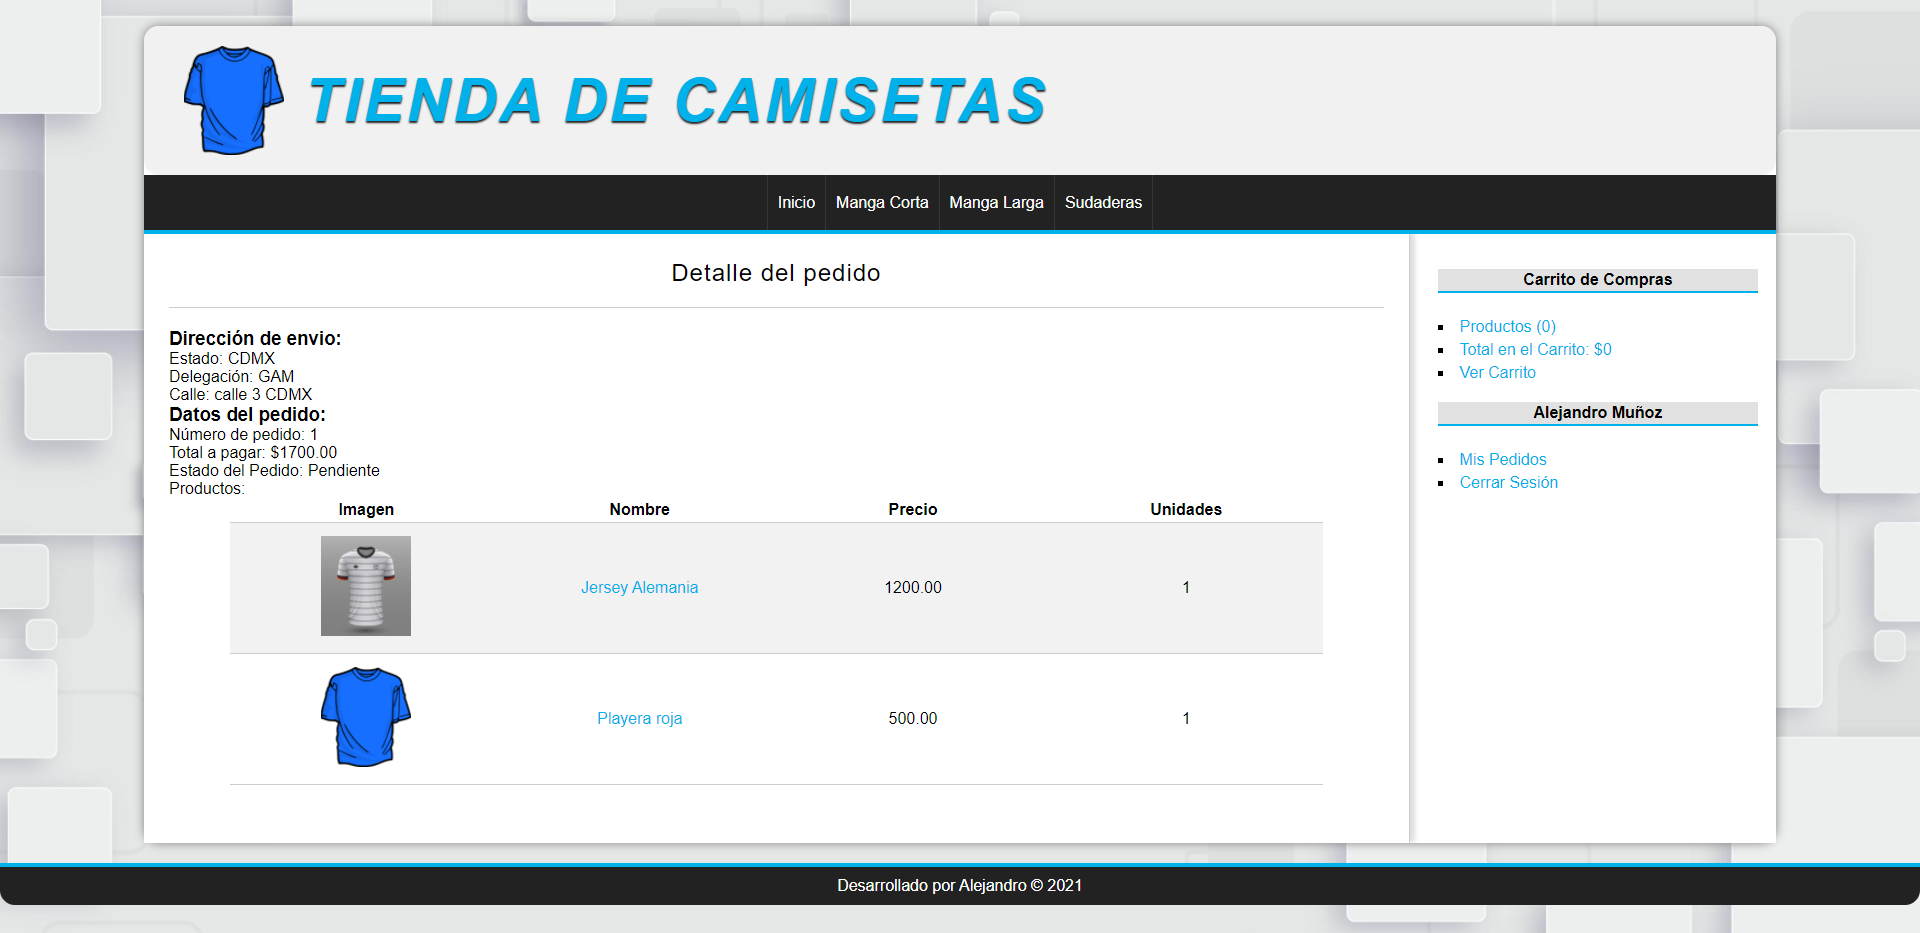 TIENDA DE CAMISETAS
Inicio Manga Corta Manga Larga Sudaderas
Detalle del pedido
Dirección de envio:
Estado: CDMX
Delegación: GAM
Calle: calle 3 CDMX
Datos del pedido:
Número de pedido: 1
Total a pagar: $1700.00
Estado del Pedido: Pendiente
Productos:
Imagen Nombre Precio Unidades
Jersey Alemania 1200.00 1
Playera roja 500.00 1
Carrito de Compras
Productos (0)
Total en el Carrito: $0
Ver Carrito
Alejandro Muñoz
Mis Pedidos
Cerrar Sesión
Desarrollado por Alejandro © 2021